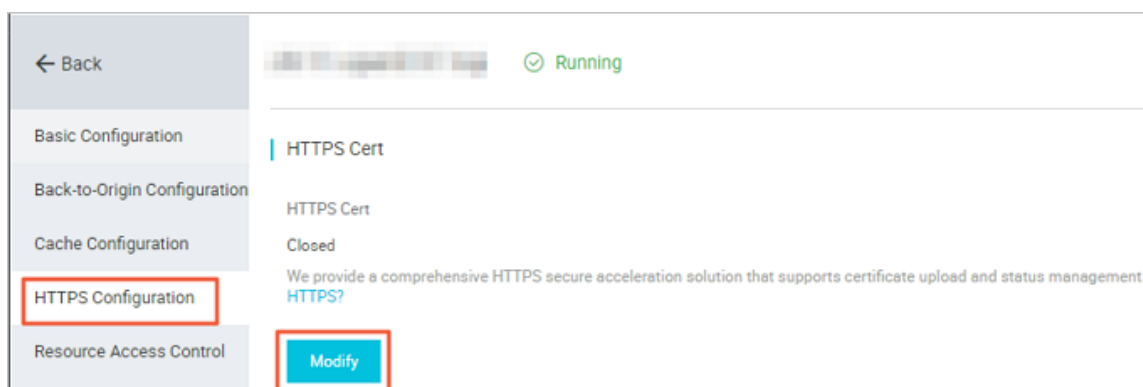 Back
Running
Basic Configuration
HTTPS Cert
Back-to-Origin Configuration
HTTPS Cert
Cache Configuration
Closed
We provide a comprehensive HTTPS secure acceleration solution that supports certificate upload and status management
HTTPS?
HTTPS Configuration
Resource Access Control
Modify